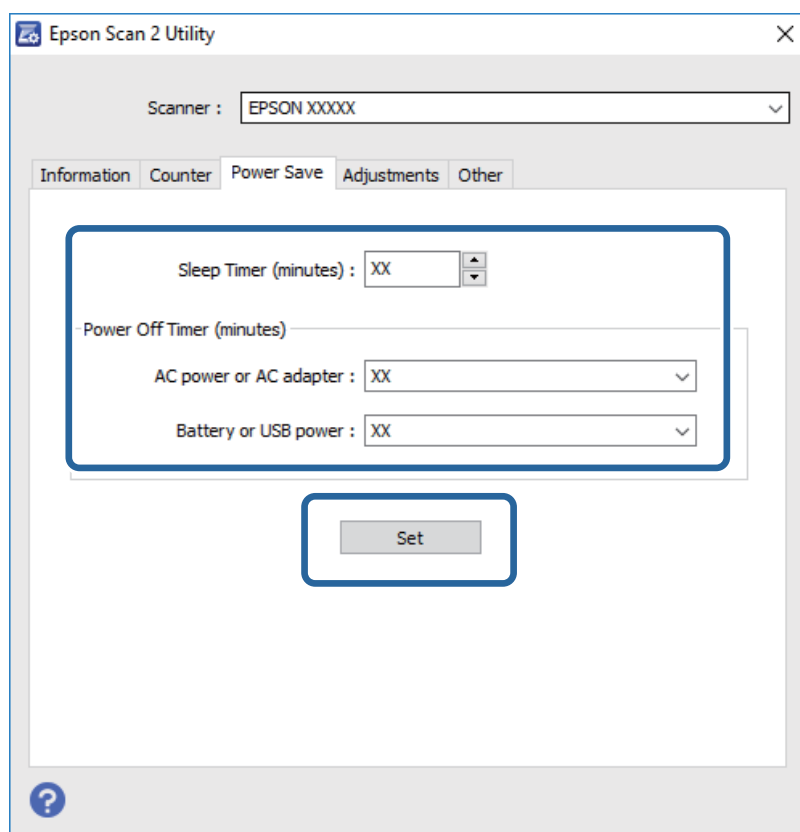 Epson Scan 2 Utility
Scanner : EPSON XXXXX
Information Counter Power Save Adjustments Other
Sleep Timer (minutes) : XX
Power Off Timer (minutes)
AC power or AC adapter : XX
Battery or USB power : XX
Set
?